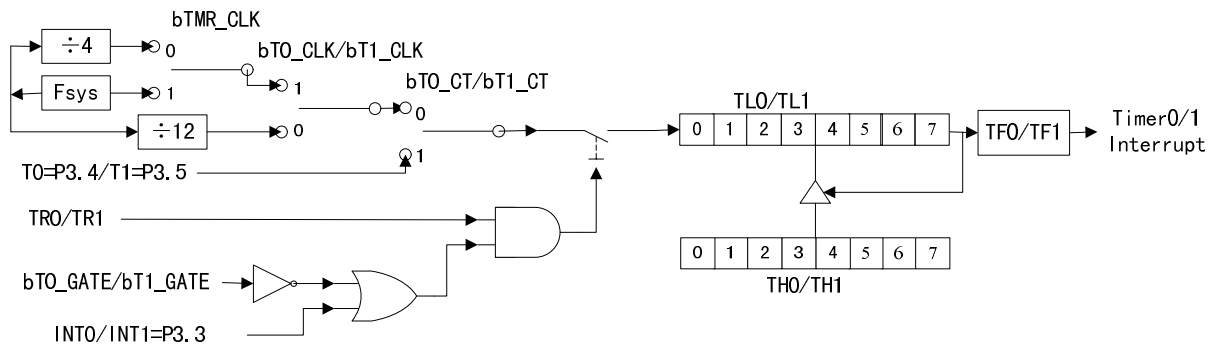 bTMR_CLK
÷4
0
bT0_CLK/bT1_CLK
Fsys
1
1
bT0_CT/bT1_CT
0
÷12
0
1
T0=P3.4/T1=P3.5
TL0/TL1
0 1 2 3 4 5 6 7
TF0/TF1
Timer0/1
Interrupt
TR0/TR1
0 1 2 3 4 5 6 7
TH0/TH1
bT0_GATE/bT1_GATE
INT0/INT1=P3.3